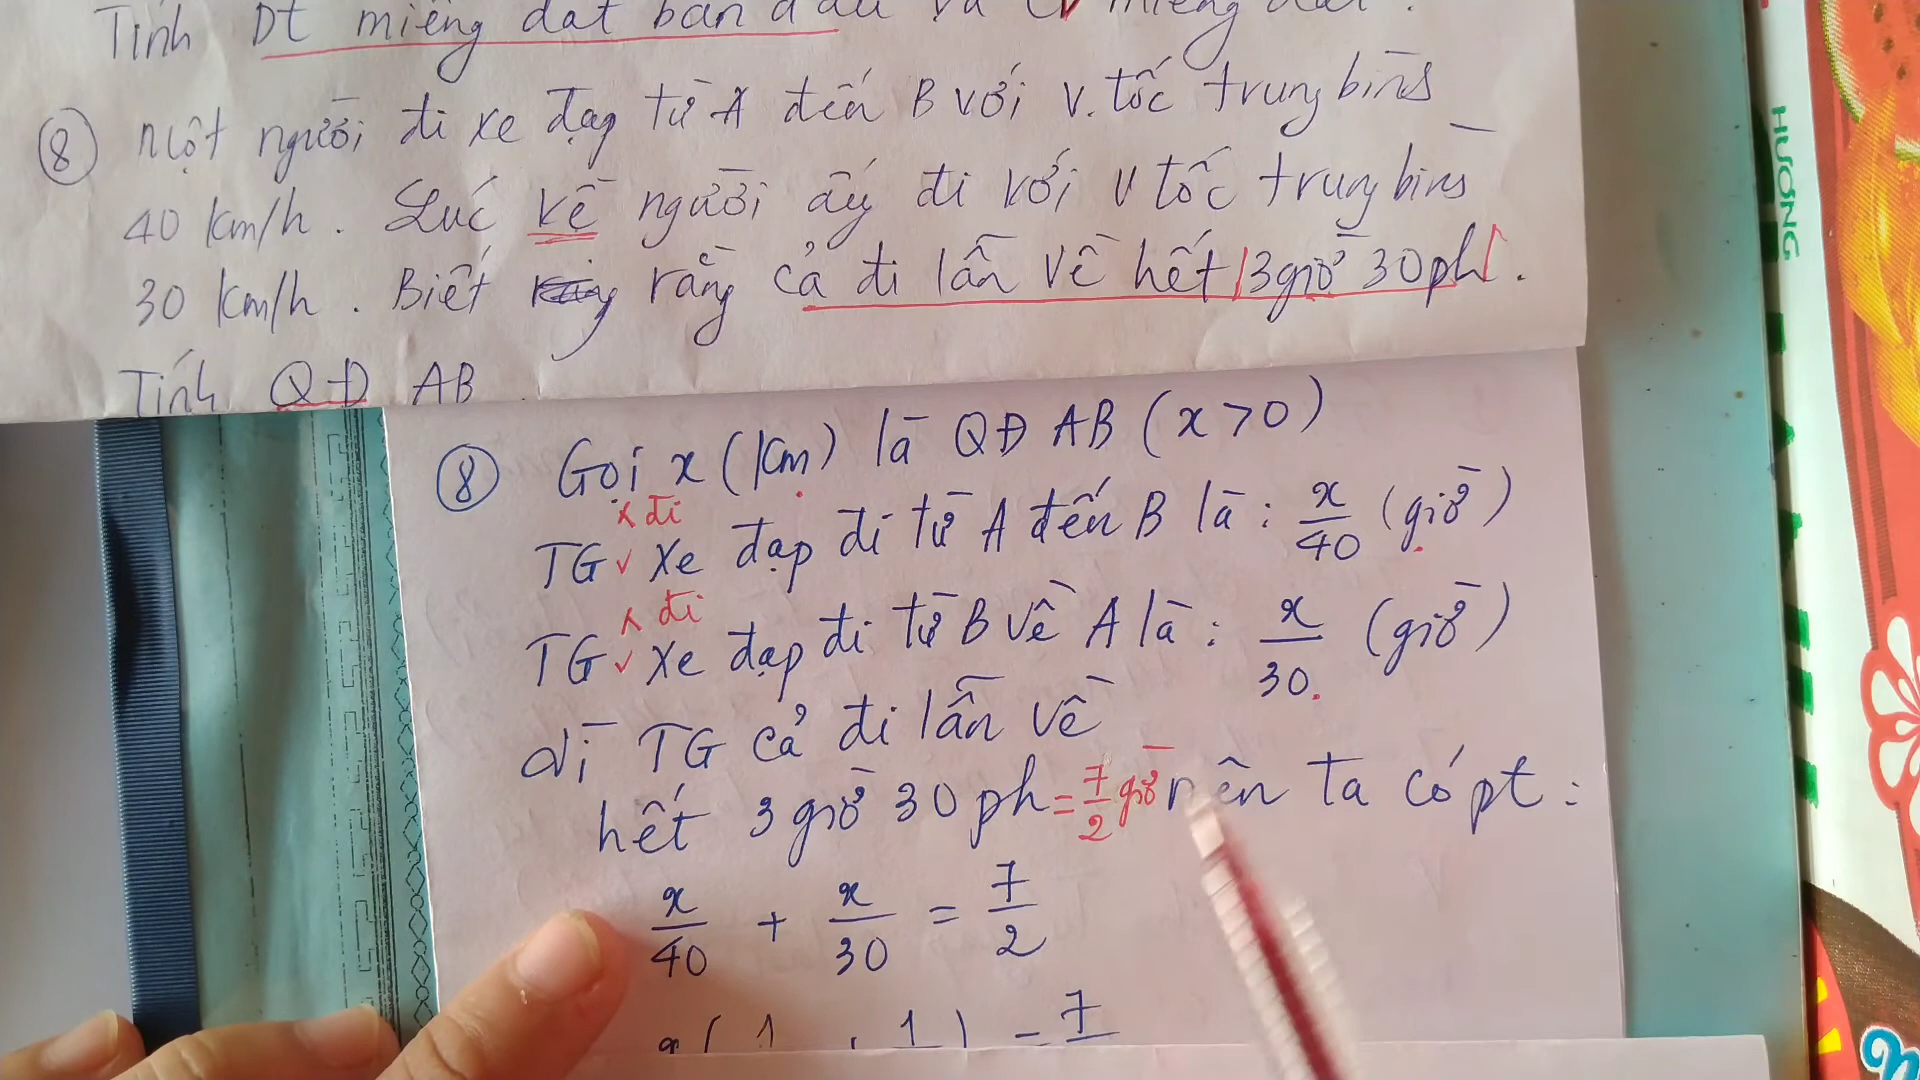 Tính Dt miếng đất ban đầu và CV miếng đất.
⑧ Một người đi xe đạp từ A đến B với v.tốc trung bình
40 km/h. Lúc về người ấy đi với v tốc trung bình
30 km/h. Biết rằng cả đi lẫn về hết 3giờ 30ph.
Tính QĐ AB.
⑧ Gọi x (km) là QĐ AB (x > 0)
x đi
TG ✓ xe đạp đi từ A đến B là: x/40 (giờ)
x đi
TG ✓ xe đạp đi từ B về A là: x/30 (giờ)
Vì TG cả đi lẫn về
hết 3 giờ 30 ph = 7/2 giờ nên ta có pt:
x/40 + x/30 = 7/2
HƯƠNG